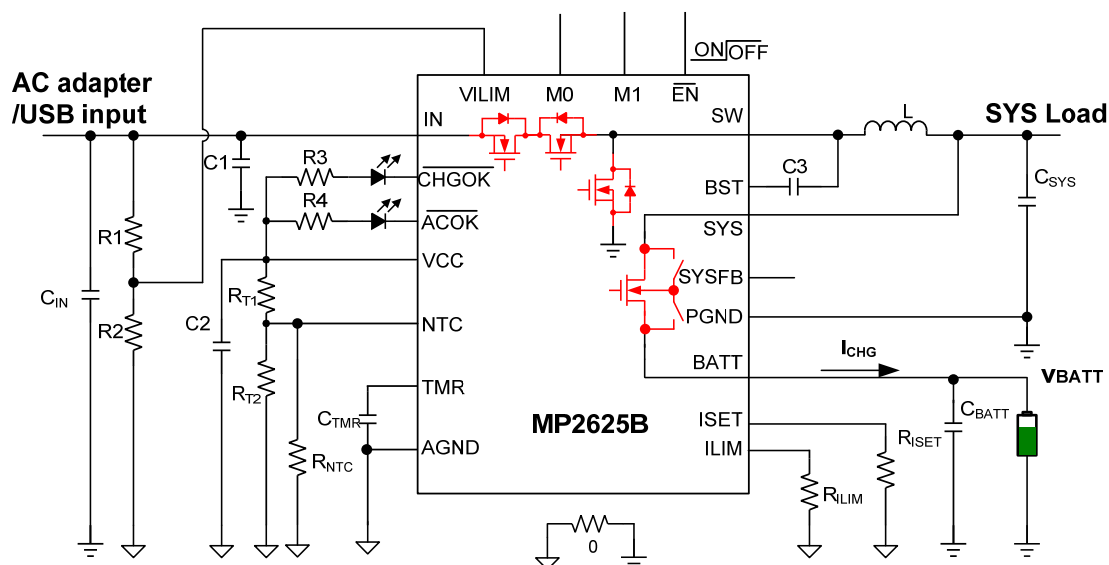 ON OFF
AC adapter
/USB input
VILIM M0 M1 EN
IN
SW
L
SYS Load
C1
R3
CHGOK
C3
BST
CSYS
R4
ACOK
SYS
R1
VCC
SYSFB
RT1
CIN
C2
R2
NTC
PGND
BATT
ICHG
VBATT
RT2
TMR
CTMR
MP2625B
ISET
CBATT
RISET
AGND
ILIM
RNTC
RILIM
0